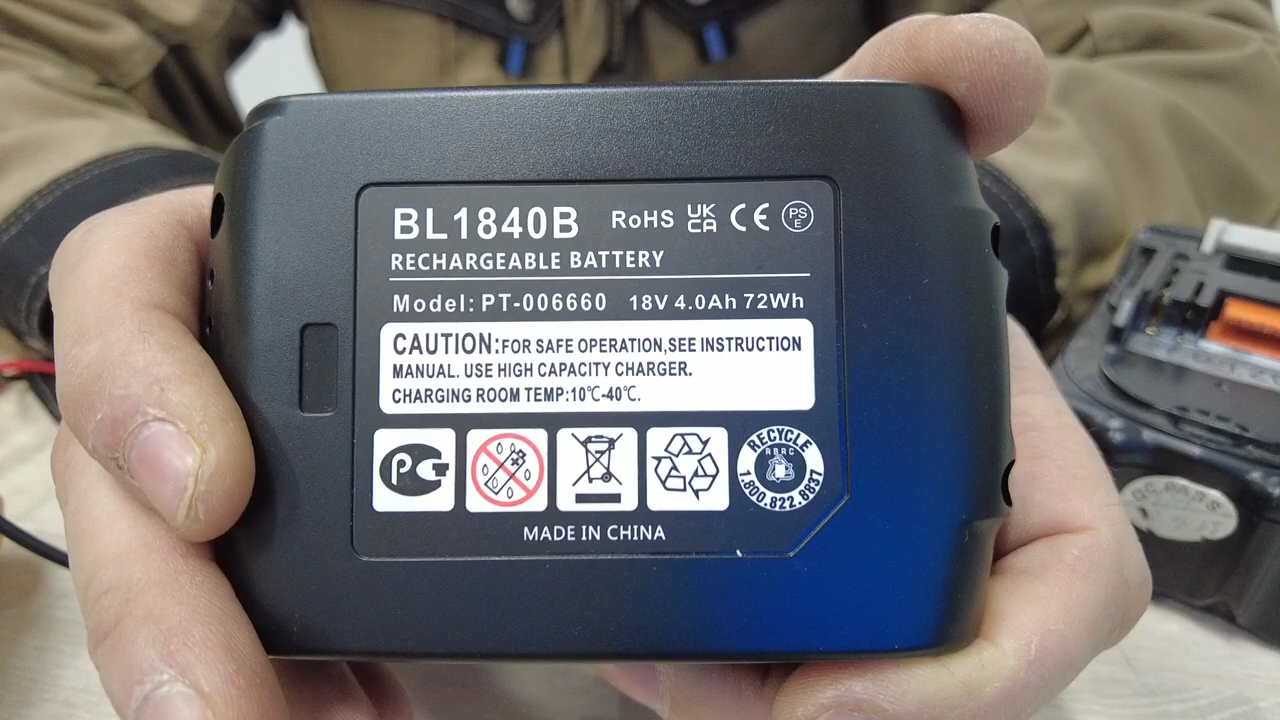 BL1840B RoHS UK CA CE PS E
RECHARGEABLE BATTERY
Model: PT-006660 18V 4.0Ah 72Wh
CAUTION:FOR SAFE OPERATION,SEE INSTRUCTION
MANUAL. USE HIGH CAPACITY CHARGER.
CHARGING ROOM TEMP:10℃-40℃.
RECYCLE
RBRC
1.800.822.8837
MADE IN CHINA